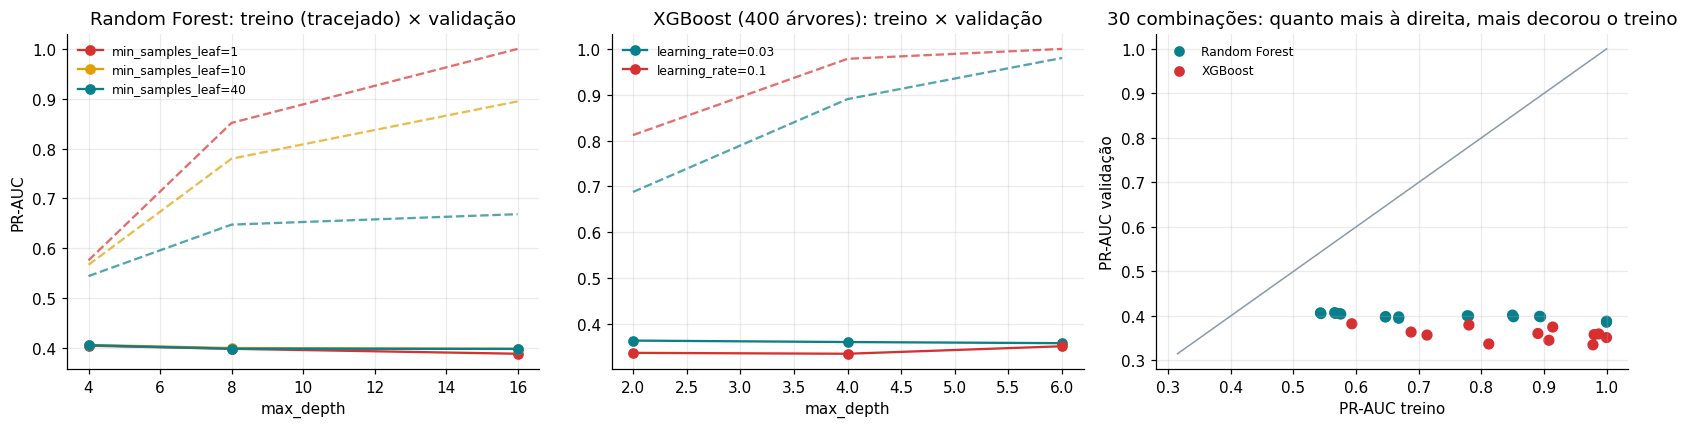 Random Forest: treino (tracejado) × validação
min_samples_leaf=1
min_samples_leaf=10
min_samples_leaf=40
PR-AUC
1.0
0.9
0.8
0.7
0.6
0.5
0.4
4 6 8 10 12 14 16
max_depth
XGBoost (400 árvores): treino × validação
learning_rate=0.03
learning_rate=0.1
1.0
0.9
0.8
0.7
0.6
0.5
0.4
2.0 2.5 3.0 3.5 4.0 4.5 5.0 5.5 6.0
max_depth
30 combinações: quanto mais à direita, mais decorou o treino
Random Forest
XGBoost
PR-AUC validação
1.0
0.9
0.8
0.7
0.6
0.5
0.4
0.3
0.3 0.4 0.5 0.6 0.7 0.8 0.9 1.0
PR-AUC treino